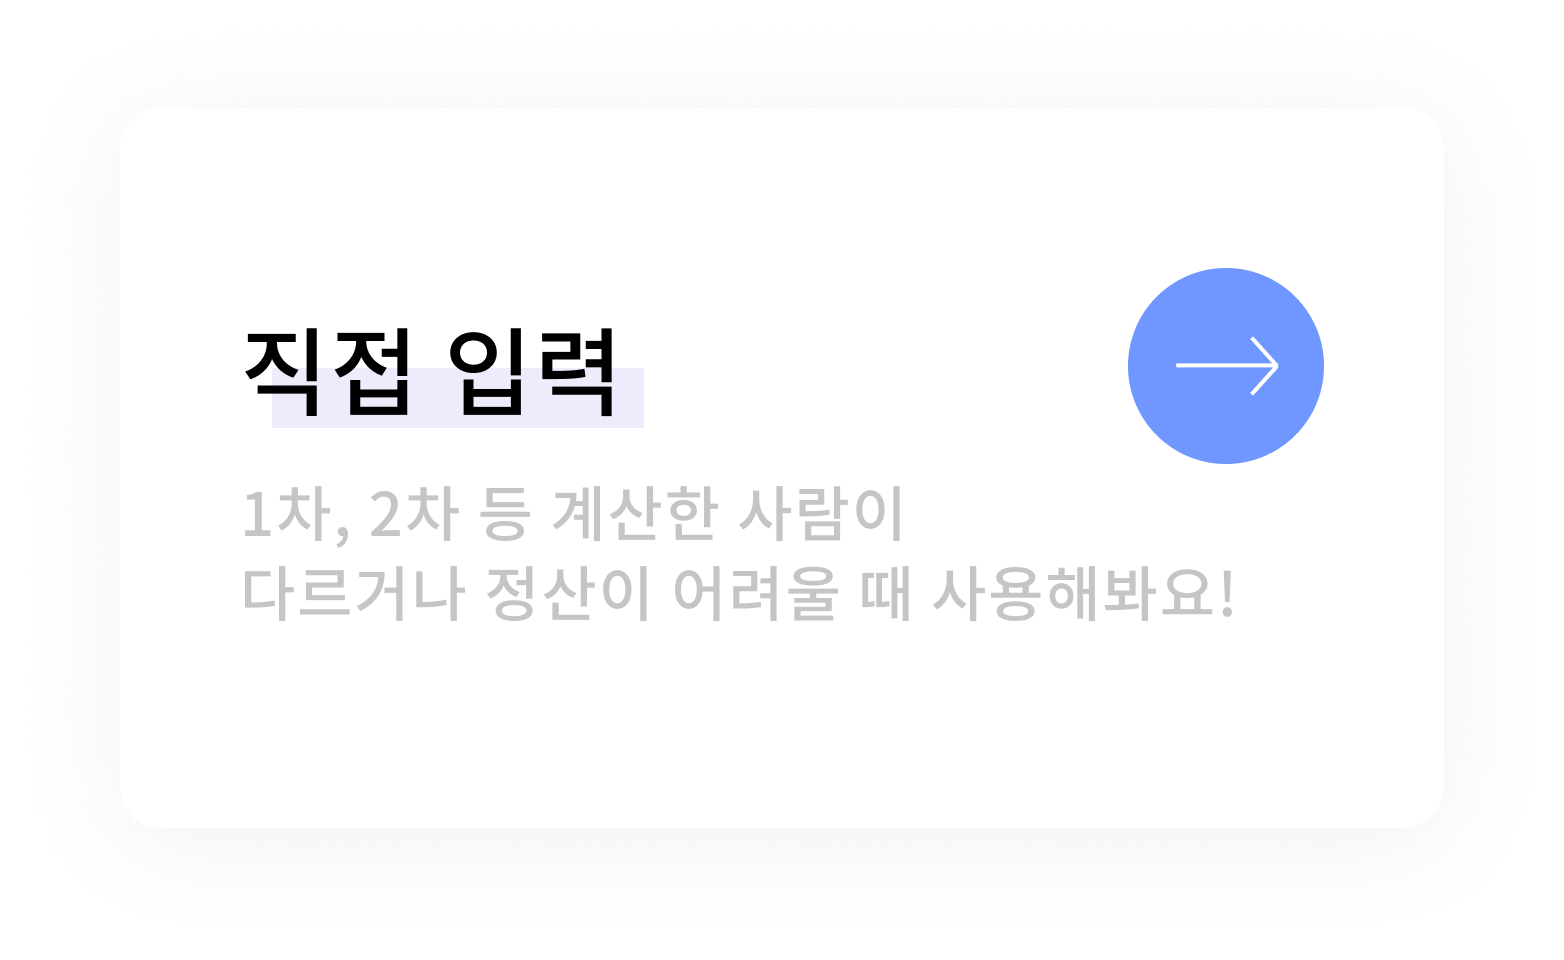 직접 입력
1차, 2차 등 계산한 사람이
다르거나 정산이 어려울 때 사용해봐요!